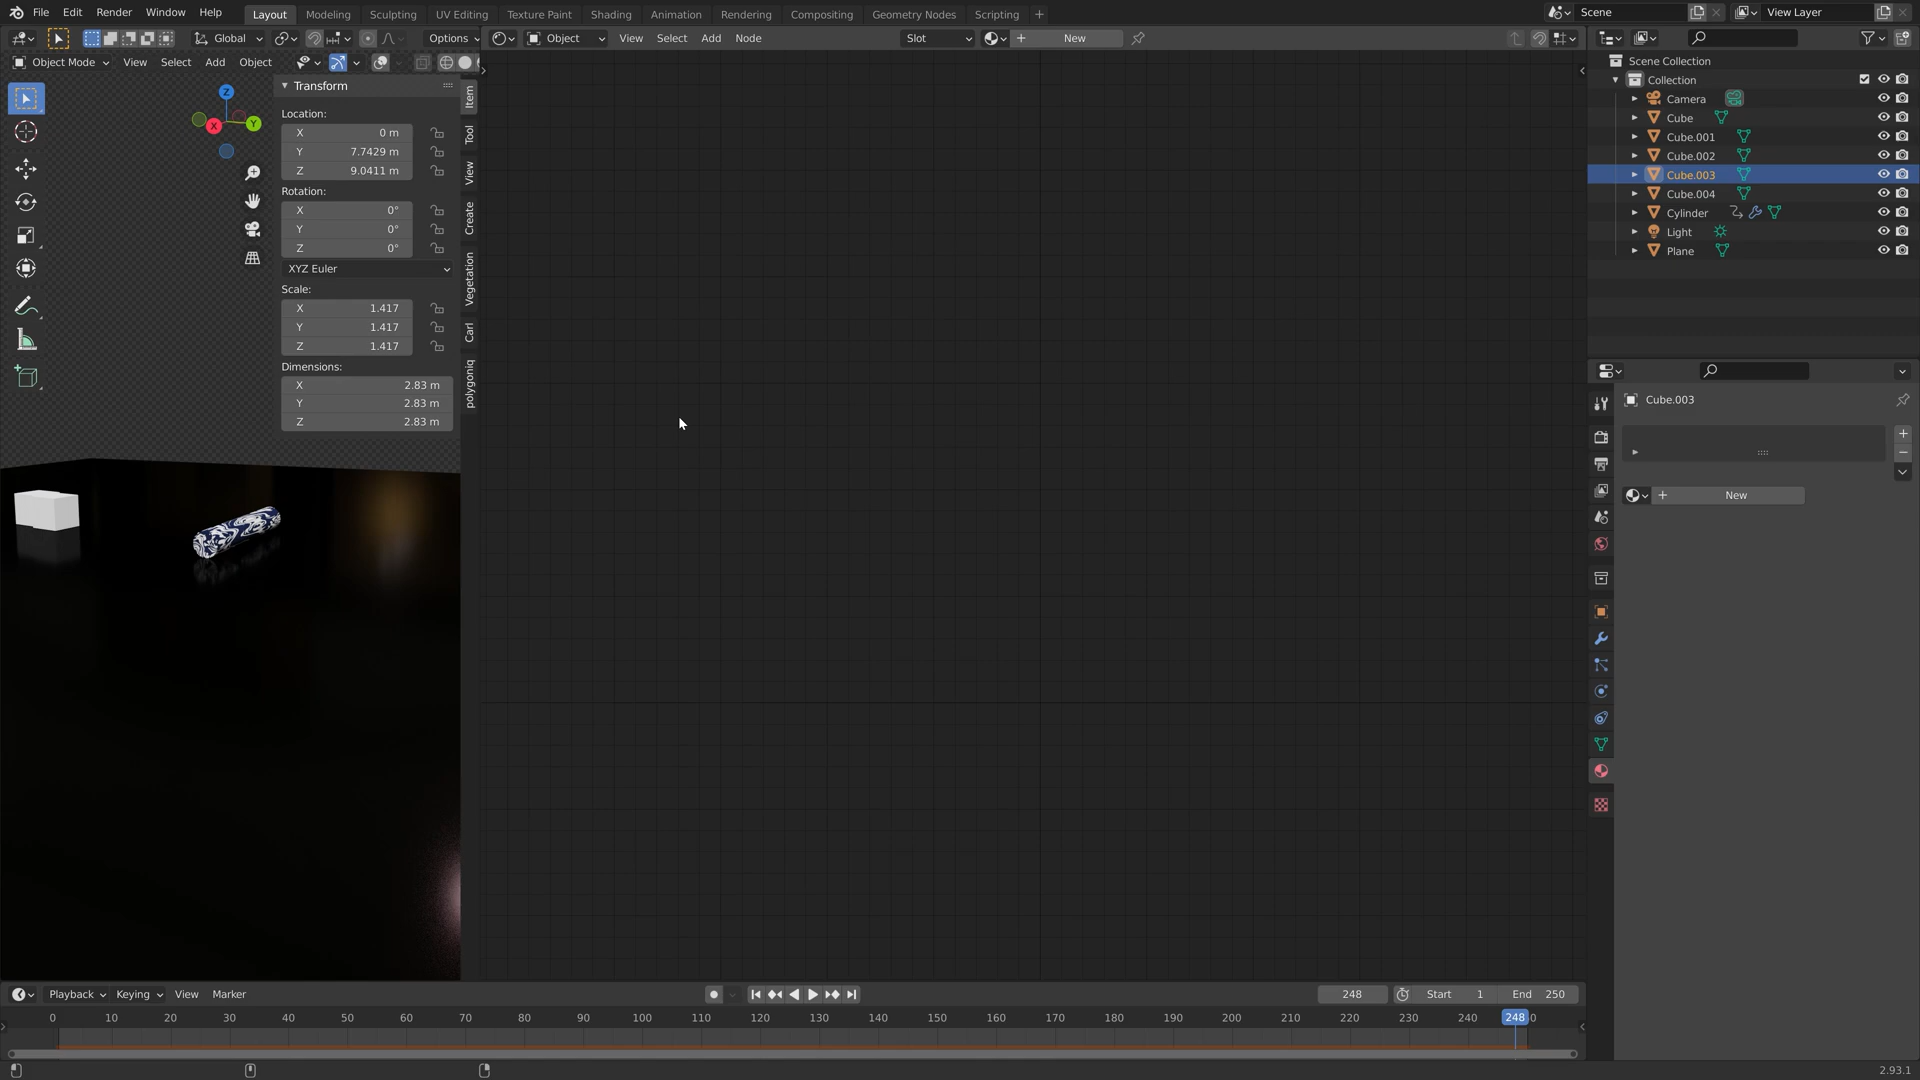 File Edit Render Window Help Layout Modeling Sculpting UV Editing Texture Paint Shading Animation Rendering Compositing Geometry Nodes Scripting Scene View Layer
Global Options Object View Select Add Node Slot New
Object Mode View Select Add Object
Transform
Location:
X 0 m
Y 7.7429 m
Z 9.0411 m
Rotation:
X 0°
Y 0°
Z 0°
XYZ Euler
Scale:
X 1.417
Y 1.417
Z 1.417
Dimensions:
X 2.83 m
Y 2.83 m
Z 2.83 m
Item
Tool
View
Create
Vegetation
Carl
polygoniq
Z
X
Y
Scene Collection
Collection
Camera
Cube
Cube.001
Cube.002
Cube.003
Cube.004
Cylinder
Light
Plane
Cube.003
New
Playback Keying View Marker 248 Start 1 End 250
0 10 20 30 40 50 60 70 80 90 100 110 120 130 140 150 160 170 180 190 200 210 220 230 240 248
2.93.1